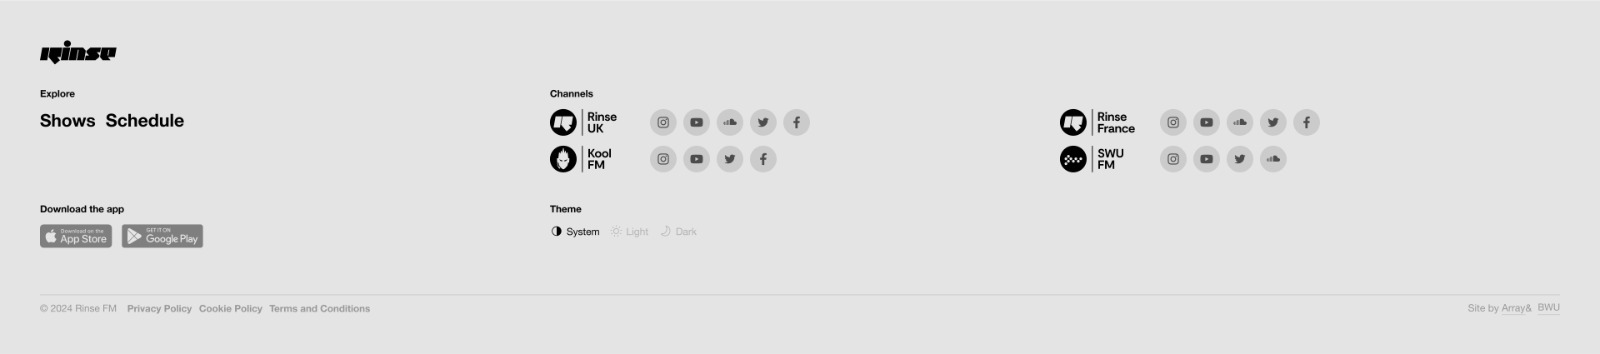 rinse
Explore
Shows Schedule
Channels
Rinse UK
Kool FM
Rinse France
SWU FM
Download the app
Download on the App Store
GET IT ON Google Play
Theme
System Light Dark
© 2024 Rinse FM Privacy Policy Cookie Policy Terms and Conditions
Site by Array& BWU